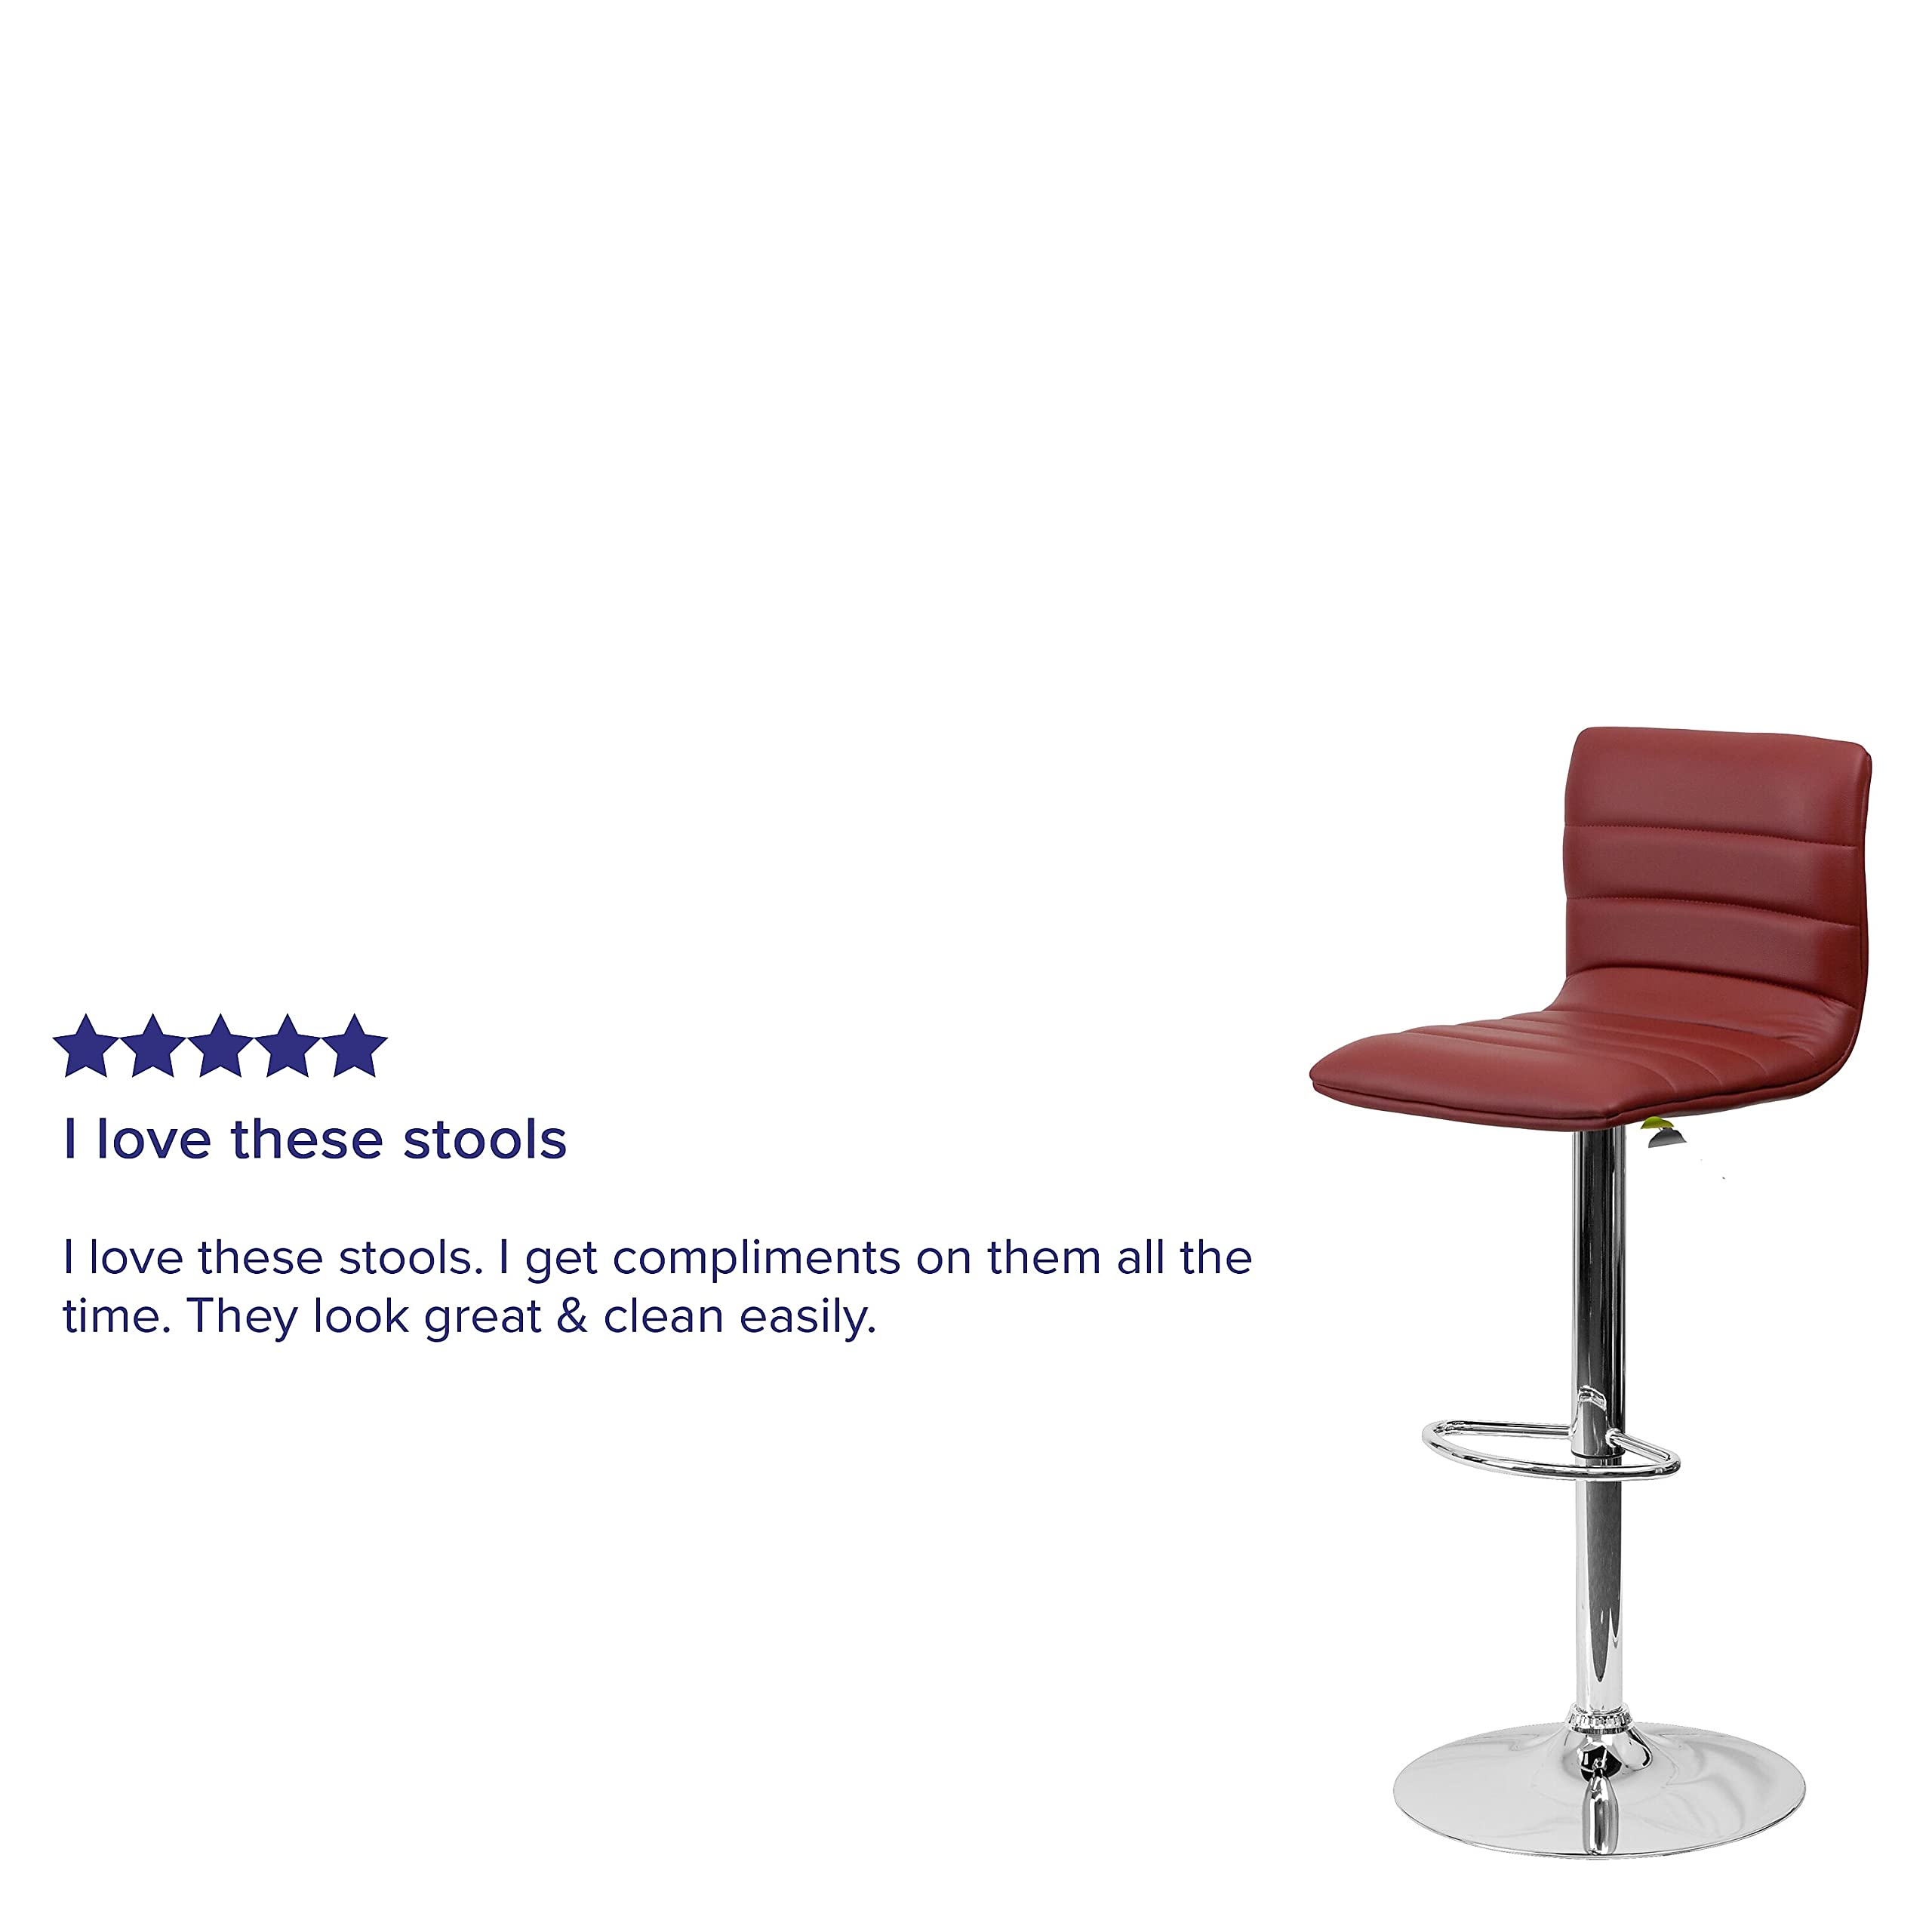 I love these stools
I love these stools. I get compliments on them all the
time. They look great & clean easily.